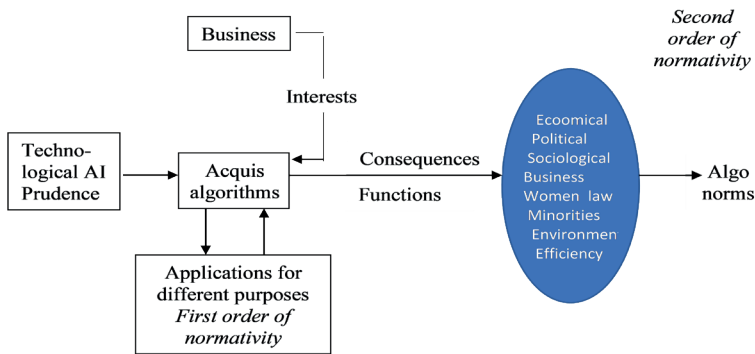 Second
order of
normativity
Business
Interests
Techno-
logical AI
Prudence
Acquis
algorithms
Consequences
Functions
Ecoomical
Political
Sociological
Business
Women law
Minorities
Environmen
Efficiency
Algo
norms
Applications for
different purposes
First order of
normativity